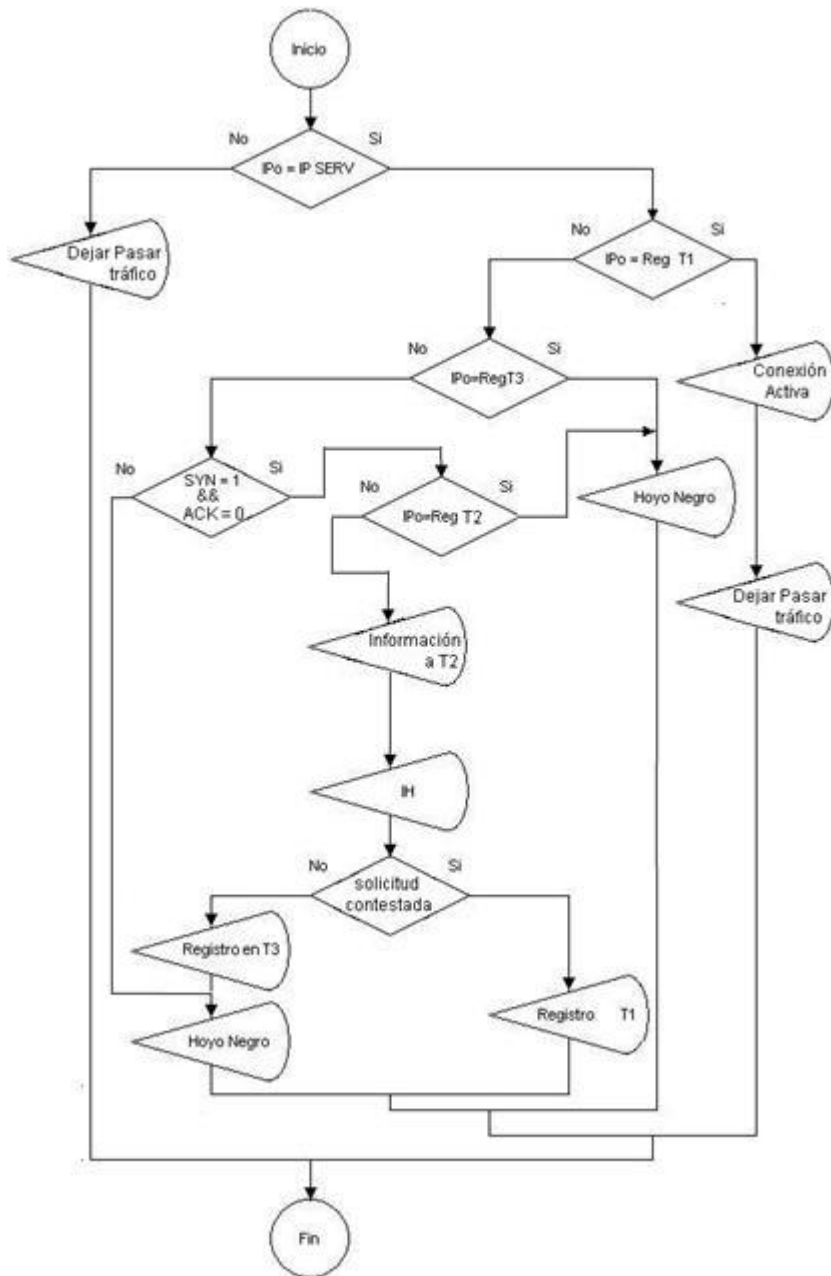 Inicio
No
Si
IPo = IP SERV
Dejar Pasar
tráfico
No
Si
IPo = Reg T1
No
Si
IPo=RegT3
Conexión
Activa
No
Si
SYN = 1
&&
ACK = 0
No
Si
IPo=Reg T2
Hoyo Negro
Dejar Pasar
tráfico
Información
a T2
IH
No
Si
solicitud
contestada
Registro en T3
Registro T1
Hoyo Negro
Fin